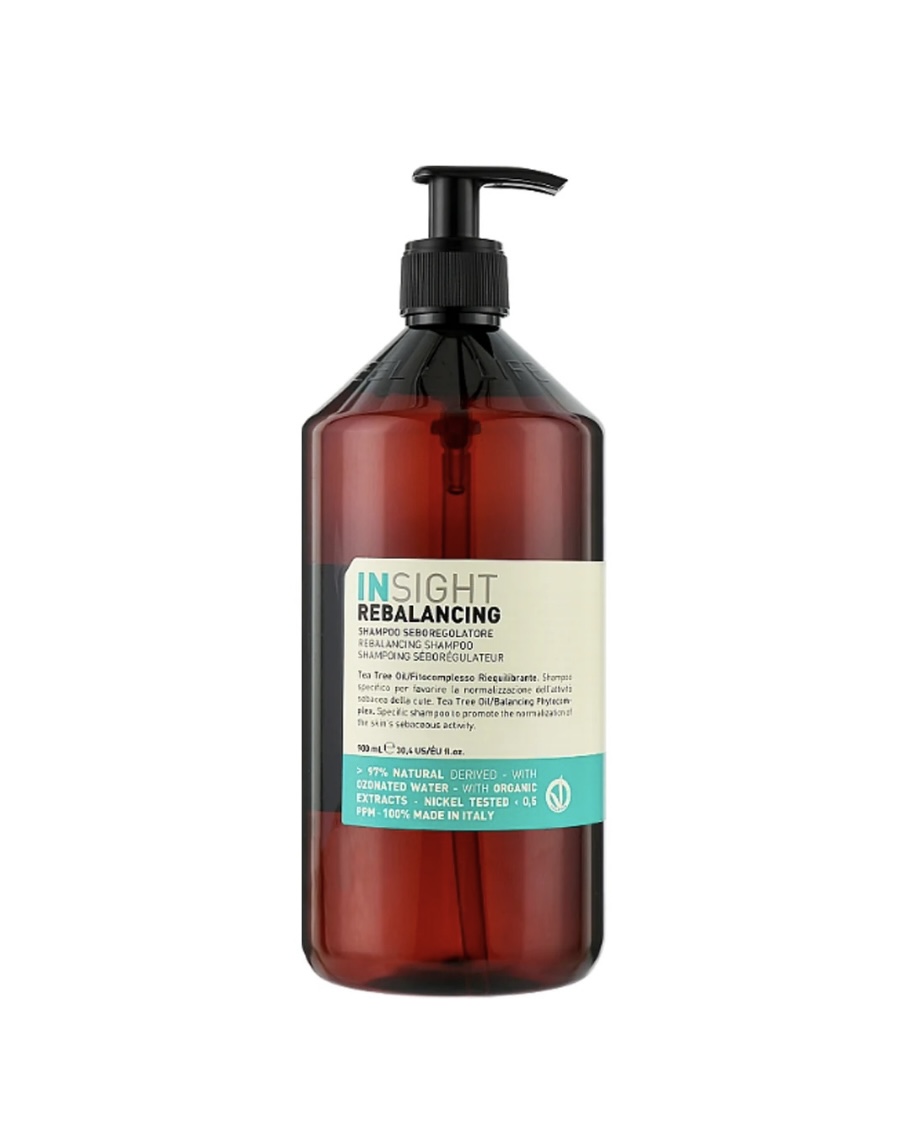 FEEL LIFE
INSIGHT
REBALANCING
SHAMPOO SEBOREGOLATORE
REBALANCING SHAMPOO
SHAMPOING SÉBORÉGULATEUR
Tea Tree Oil/Fitocomplesso Riequilibrante. Shampoo
specifico per favorire la normalizzazione dell'attività
sebacea della cute. Tea Tree Oil/Balancing Phytocom-
plex. Specific shampoo to promote the normalization of
the skin's sebaceous activity.
900 mL ℮ 30,4 US/ÉU fl.oz.
> 97% NATURAL DERIVED - WITH
OZONATED WATER - WITH ORGANIC
EXTRACTS - NICKEL TESTED < 0,5
PPM - 100% MADE IN ITALY